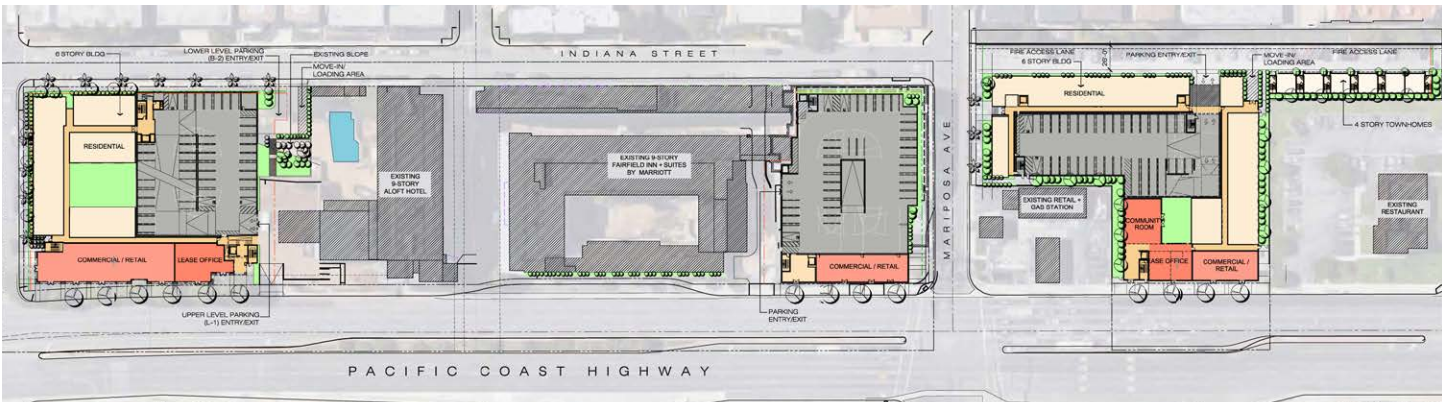 INDIANA STREET
6 STORY BLDG
LOWER LEVEL PARKING
(B-2) ENTRY/EXIT
EXISTING SLOPE
MOVE-IN/
LOADING AREA
RESIDENTIAL
COMMERCIAL / RETAIL
LEASE OFFICE
UPPER LEVEL PARKING
(L-1) ENTRY/EXIT
EXISTING
9-STORY
ALOFT HOTEL
EXISTING 9-STORY
FAIRFIELD INN + SUITES
BY MARRIOTT
COMMERCIAL / RETAIL
PARKING
ENTRY/EXIT
MARIPOSA AVE
FIRE ACCESS LANE
6 STORY BLDG
26'-0"
PARKING ENTRY/EXIT
MOVE-IN/
LOADING AREA
FIRE ACCESS LANE
RESIDENTIAL
4 STORY TOWNHOMES
EXISTING RETAIL +
GAS STATION
COMMUNITY
ROOM
LEASE OFFICE
COMMERCIAL /
RETAIL
EXISTING
RESTAURANT
PACIFIC COAST HIGHWAY